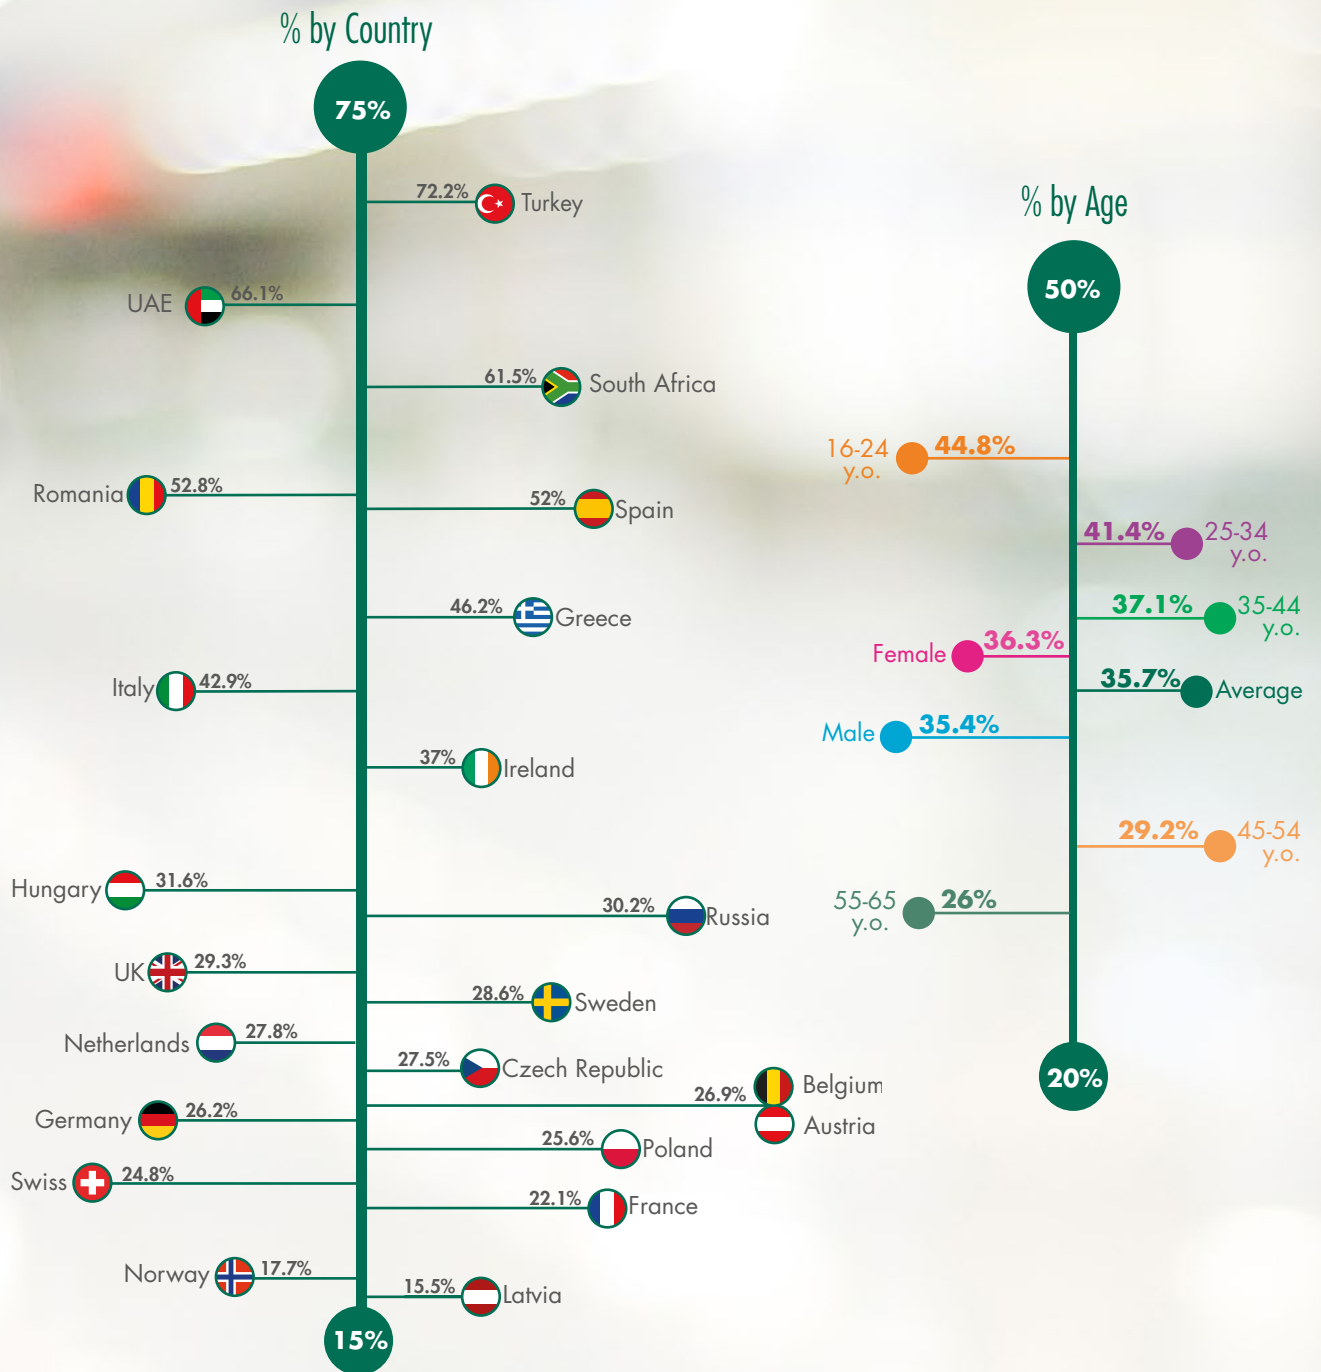 % by Country
75%
72.2%
Turkey
UAE
66.1%
61.5%
South Africa
Romania
52.8%
52%
Spain
46.2%
Greece
Italy
42.9%
37%
Ireland
Hungary
31.6%
30.2%
Russia
UK
29.3%
28.6%
Sweden
Netherlands
27.8%
27.5%
Czech Republic
26.9%
Belgium
Austria
Germany
26.2%
25.6%
Poland
Swiss
24.8%
22.1%
France
Norway
17.7%
15.5%
Latvia
15%
% by Age
50%
16-24
y.o.
44.8%
41.4%
25-34
y.o.
37.1%
35-44
y.o.
Female
36.3%
35.7%
Average
Male
35.4%
29.2%
45-54
y.o.
55-65
y.o.
26%
20%